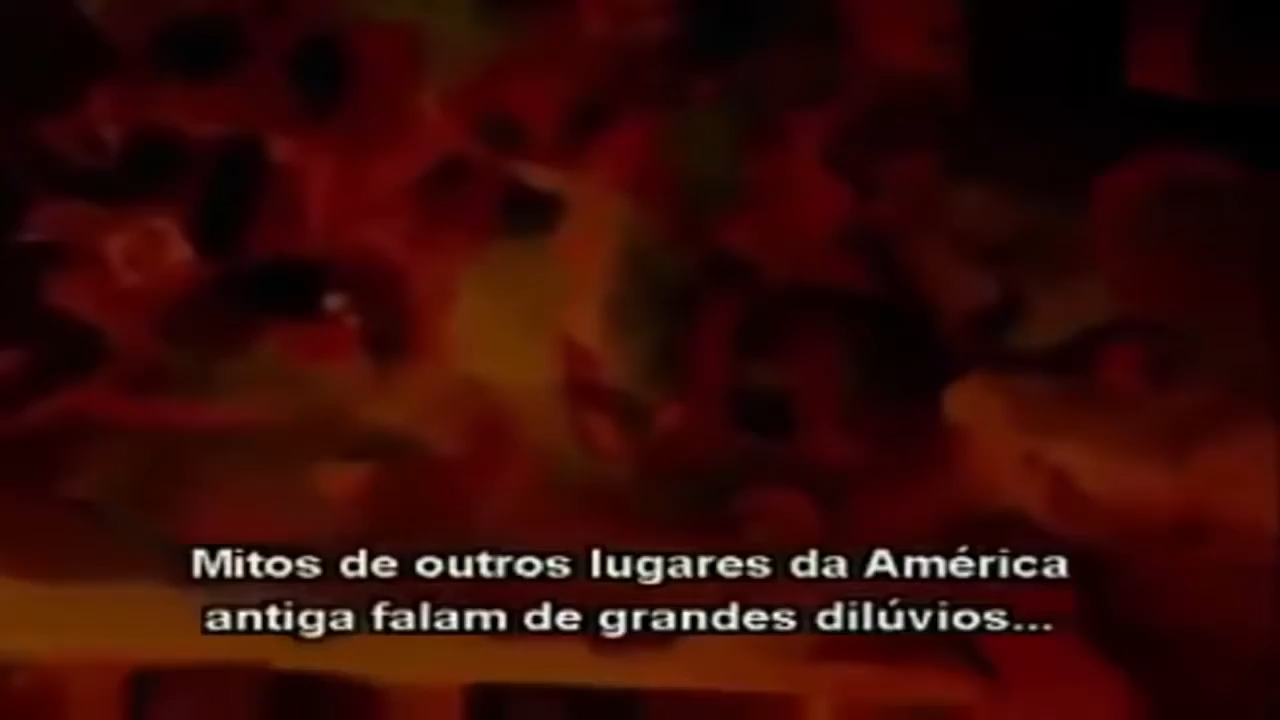 Mitos de outros lugares da América
antiga falam de grandes dilúvios...